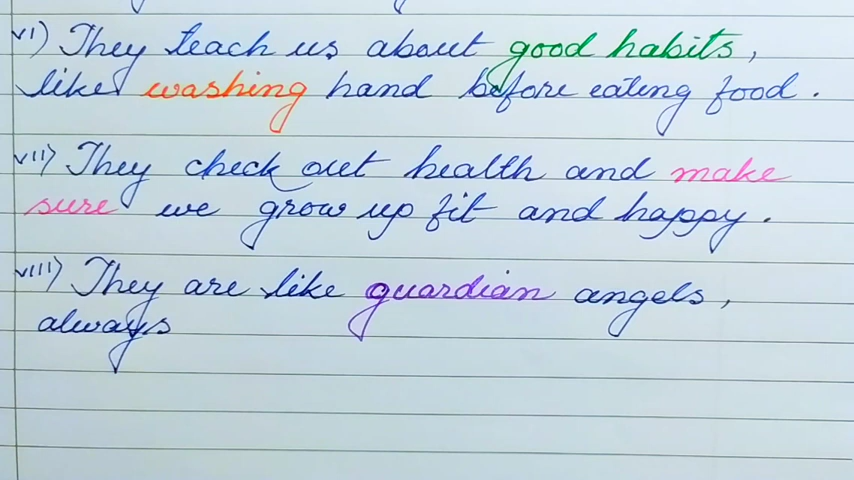 vi) They teach us about good habits,
like washing hand before eating food.
vii) They check out health and make
sure we grow up fit and happy.
viii) They are like guardian angels,
always